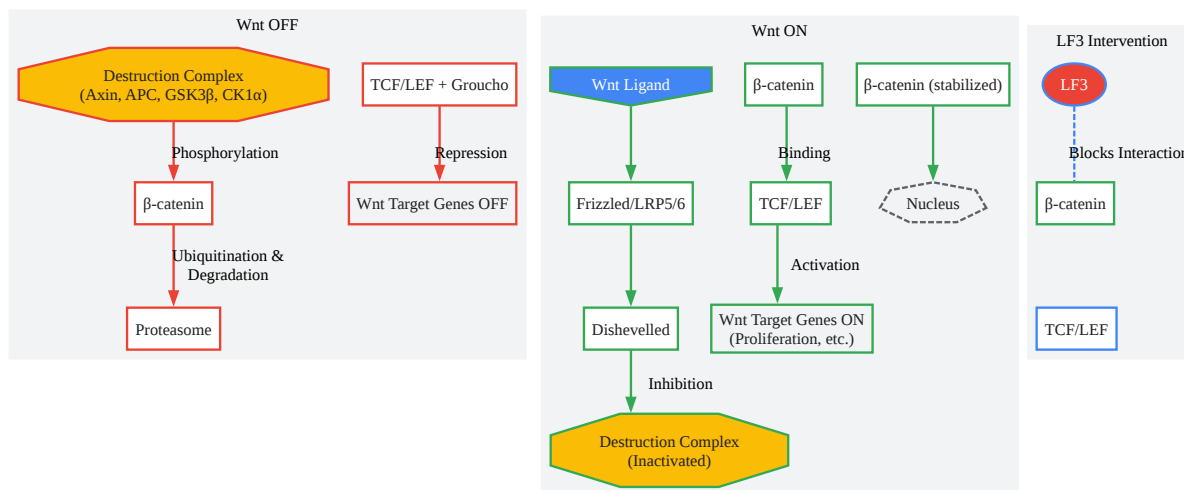 Wnt OFF
Destruction Complex
(Axin, APC, GSK3β, CK1α)
TCF/LEF + Groucho
Phosphorylation
Repression
β-catenin
Wnt Target Genes OFF
Ubiquitination &
Degradation
Proteasome
Wnt ON
Wnt Ligand
β-catenin
β-catenin (stabilized)
Binding
Frizzled/LRP5/6
TCF/LEF
Nucleus
Activation
Dishevelled
Wnt Target Genes ON
(Proliferation, etc.)
Inhibition
Destruction Complex
(Inactivated)
LF3 Intervention
LF3
Blocks Interaction
β-catenin
TCF/LEF